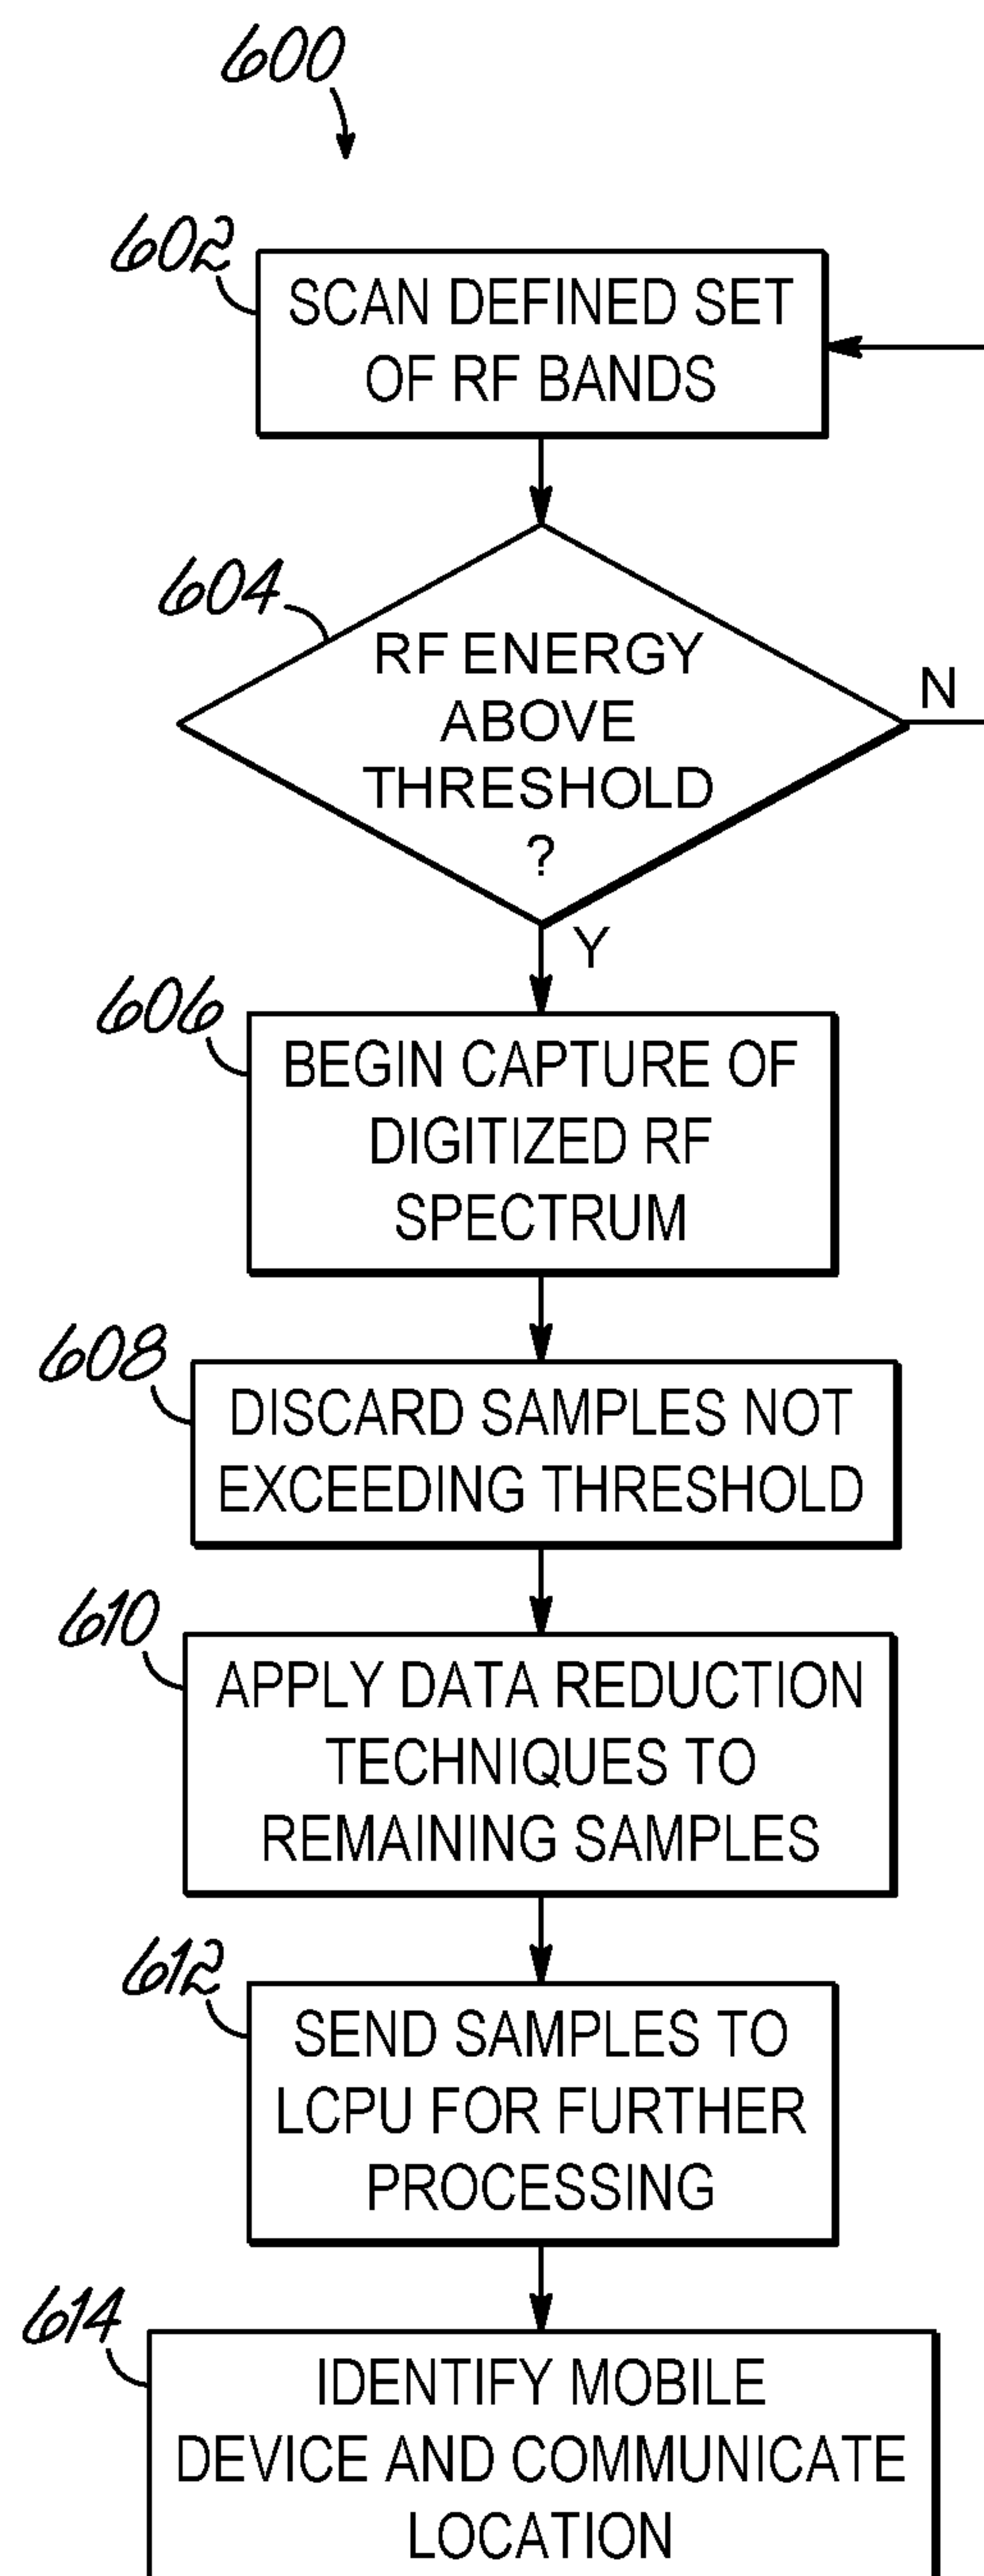 600
602
SCAN DEFINED SET
OF RF BANDS
604
RF ENERGY
ABOVE
THRESHOLD
?
N
Y
606
BEGIN CAPTURE OF
DIGITIZED RF
SPECTRUM
608
DISCARD SAMPLES NOT
EXCEEDING THRESHOLD
610
APPLY DATA REDUCTION
TECHNIQUES TO
REMAINING SAMPLES
612
SEND SAMPLES TO
LCPU FOR FURTHER
PROCESSING
614
IDENTIFY MOBILE
DEVICE AND COMMUNICATE
LOCATION